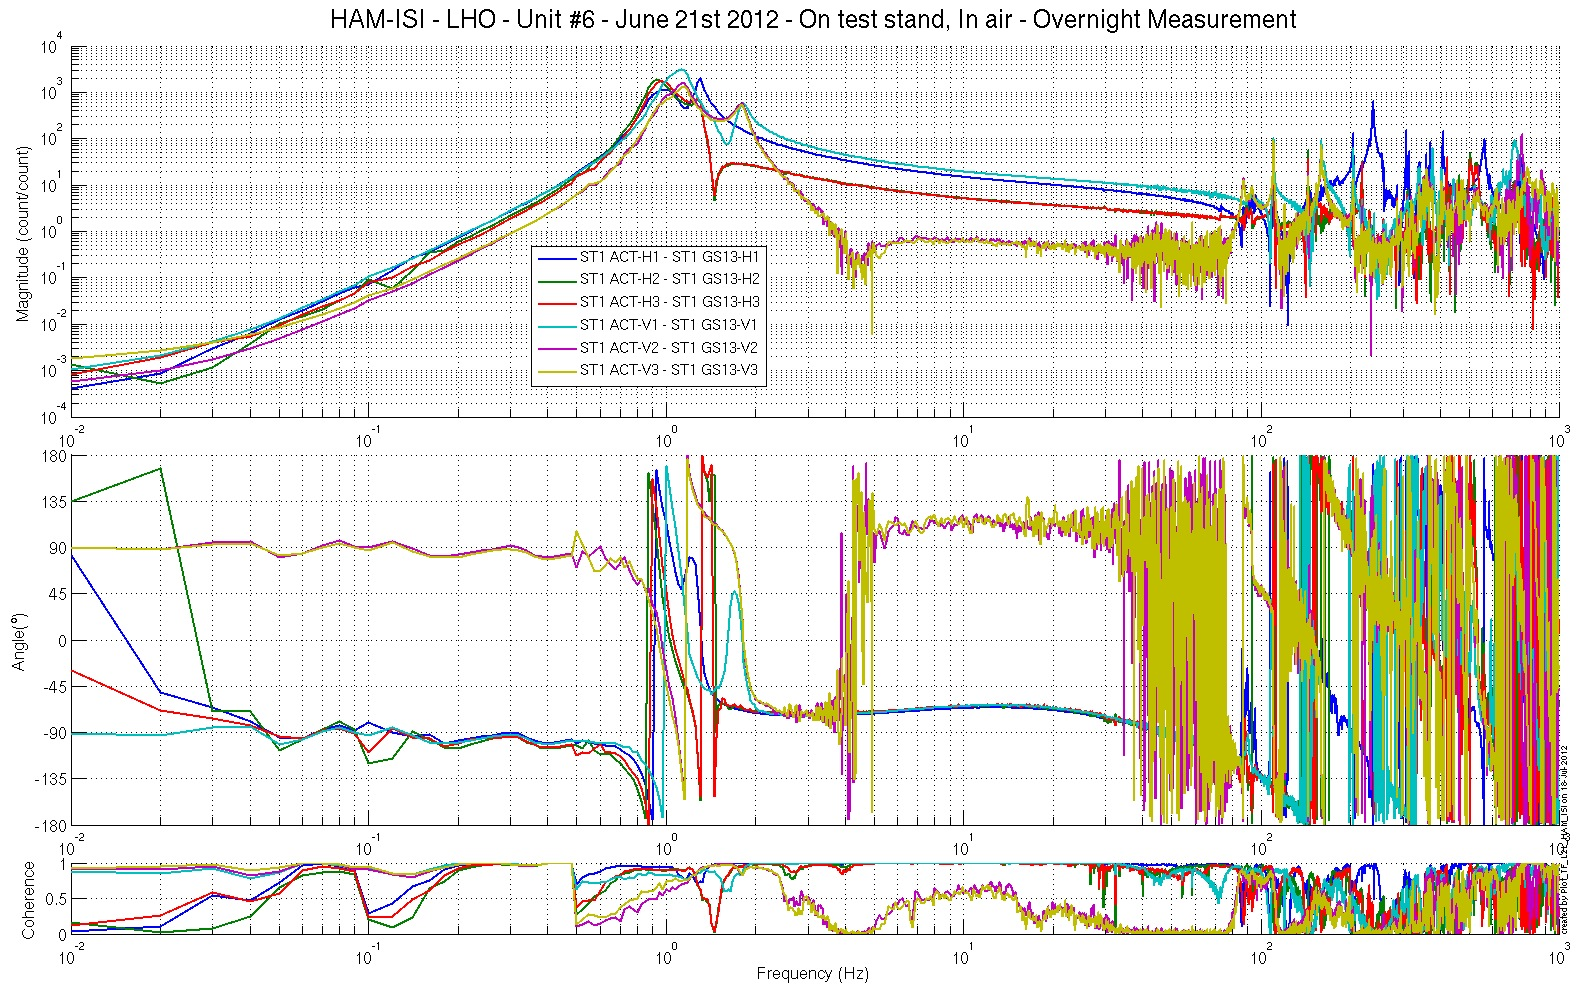 HAM-ISI - LHO - Unit #6 - June 21st 2012 - On test stand, In air - Overnight Measurement
Magnitude (count/count)
10^4
10^3
10^2
10^1
10^0
10^-1
10^-2
10^-3
10^-4
ST1 ACT-H1 - ST1 GS13-H1
ST1 ACT-H2 - ST1 GS13-H2
ST1 ACT-H3 - ST1 GS13-H3
ST1 ACT-V1 - ST1 GS13-V1
ST1 ACT-V2 - ST1 GS13-V2
ST1 ACT-V3 - ST1 GS13-V3
10^-2 10^-1 10^0 10^1 10^2 10^3
Angle(°)
180
135
90
45
0
-45
-90
-135
-180
10^-2 10^-1 10^0 10^1 10^2 10^3
Coherence
1
0.5
0
10^-2 10^-1 10^0 10^1 10^2 10^3
Frequency (Hz)